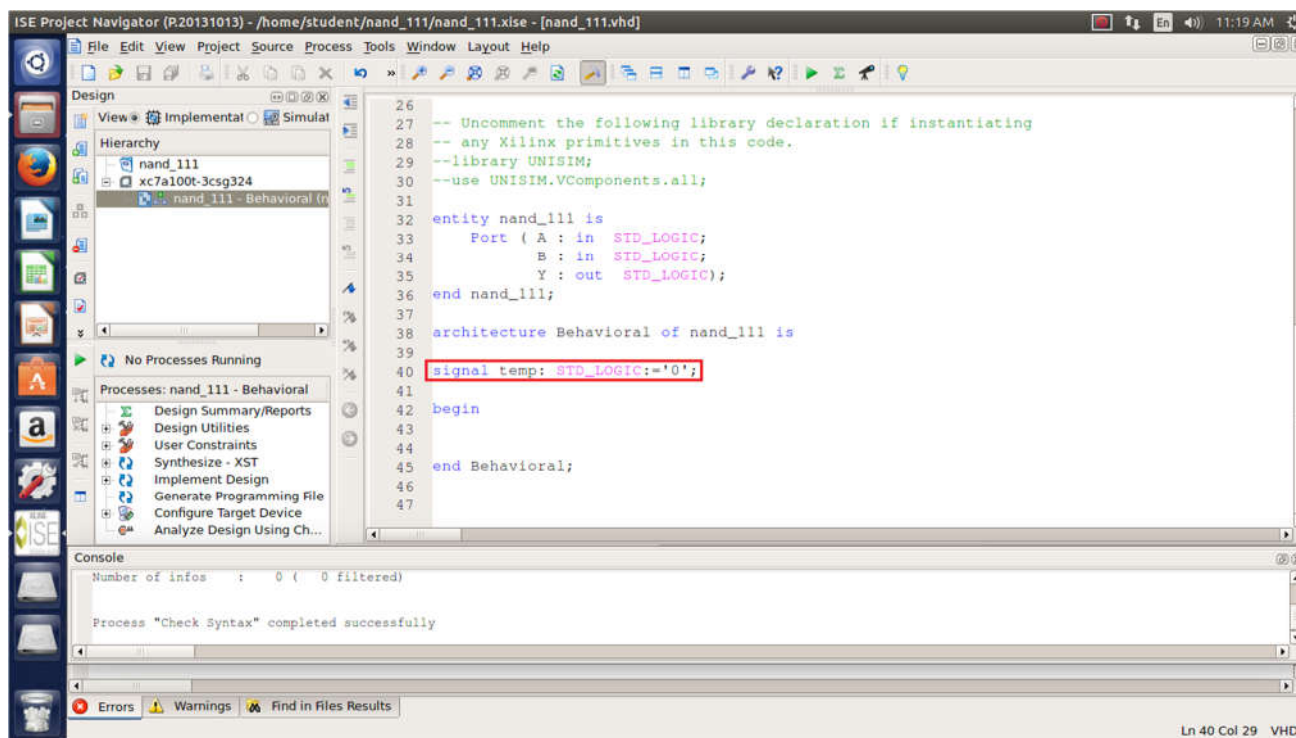 ISE Project Navigator (P.20131013) - /home/student/nand_111/nand_111.xise - [nand_111.vhd]
En
11:19 AM
File Edit View Project Source Process Tools Window Layout Help
Design
View Implementat Simulat
Hierarchy
nand_111
xc7a100t-3csg324
nand_111 - Behavioral (n
No Processes Running
Processes: nand_111 - Behavioral
Design Summary/Reports
Design Utilities
User Constraints
Synthesize - XST
Implement Design
Generate Programming File
Configure Target Device
Analyze Design Using Ch...
26
27 -- Uncomment the following library declaration if instantiating
28 -- any Xilinx primitives in this code.
29 --library UNISIM;
30 --use UNISIM.VComponents.all;
31
32 entity nand_111 is
33 Port ( A : in STD_LOGIC;
34 B : in STD_LOGIC;
35 Y : out STD_LOGIC);
36 end nand_111;
37
38 architecture Behavioral of nand_111 is
39
40 signal temp: STD_LOGIC:='0';
41
42 begin
43
44
45 end Behavioral;
46
47
Console
Number of infos : 0 ( 0 filtered)
Process "Check Syntax" completed successfully
Errors Warnings Find in Files Results
Ln 40 Col 29 VHD
a
ISE